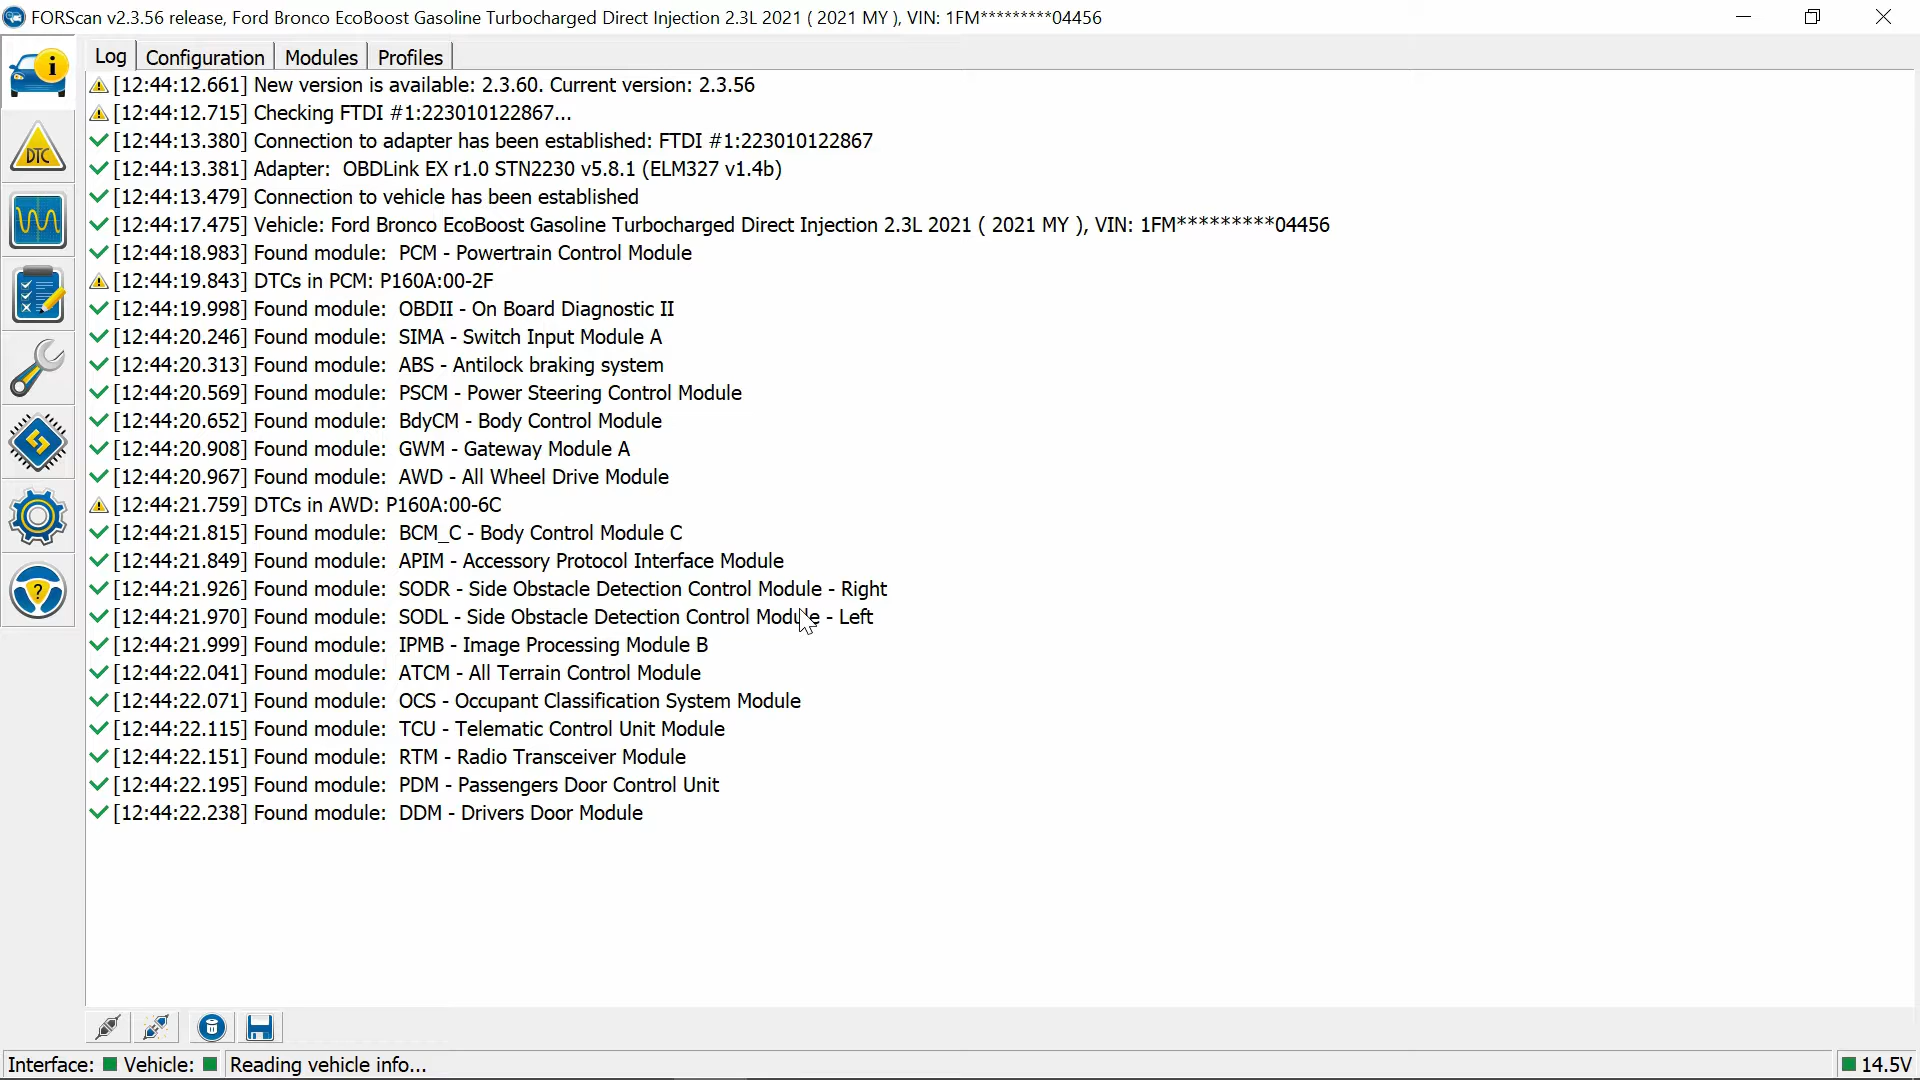 FORScan v2.3.56 release, Ford Bronco EcoBoost Gasoline Turbocharged Direct Injection 2.3L 2021 ( 2021 MY ), VIN: 1FM*********04456
Log Configuration Modules Profiles
[12:44:12.661] New version is available: 2.3.60. Current version: 2.3.56
[12:44:12.715] Checking FTDI #1:223010122867...
[12:44:13.380] Connection to adapter has been established: FTDI #1:223010122867
[12:44:13.381] Adapter: OBDLink EX r1.0 STN2230 v5.8.1 (ELM327 v1.4b)
[12:44:13.479] Connection to vehicle has been established
[12:44:17.475] Vehicle: Ford Bronco EcoBoost Gasoline Turbocharged Direct Injection 2.3L 2021 ( 2021 MY ), VIN: 1FM*********04456
[12:44:18.983] Found module: PCM - Powertrain Control Module
[12:44:19.843] DTCs in PCM: P160A:00-2F
[12:44:19.998] Found module: OBDII - On Board Diagnostic II
[12:44:20.246] Found module: SIMA - Switch Input Module A
[12:44:20.313] Found module: ABS - Antilock braking system
[12:44:20.569] Found module: PSCM - Power Steering Control Module
[12:44:20.652] Found module: BdyCM - Body Control Module
[12:44:20.908] Found module: GWM - Gateway Module A
[12:44:20.967] Found module: AWD - All Wheel Drive Module
[12:44:21.759] DTCs in AWD: P160A:00-6C
[12:44:21.815] Found module: BCM_C - Body Control Module C
[12:44:21.849] Found module: APIM - Accessory Protocol Interface Module
[12:44:21.926] Found module: SODR - Side Obstacle Detection Control Module - Right
[12:44:21.970] Found module: SODL - Side Obstacle Detection Control Module - Left
[12:44:21.999] Found module: IPMB - Image Processing Module B
[12:44:22.041] Found module: ATCM - All Terrain Control Module
[12:44:22.071] Found module: OCS - Occupant Classification System Module
[12:44:22.115] Found module: TCU - Telematic Control Unit Module
[12:44:22.151] Found module: RTM - Radio Transceiver Module
[12:44:22.195] Found module: PDM - Passengers Door Control Unit
[12:44:22.238] Found module: DDM - Drivers Door Module
DTC
Interface: Vehicle: Reading vehicle info... 14.5V